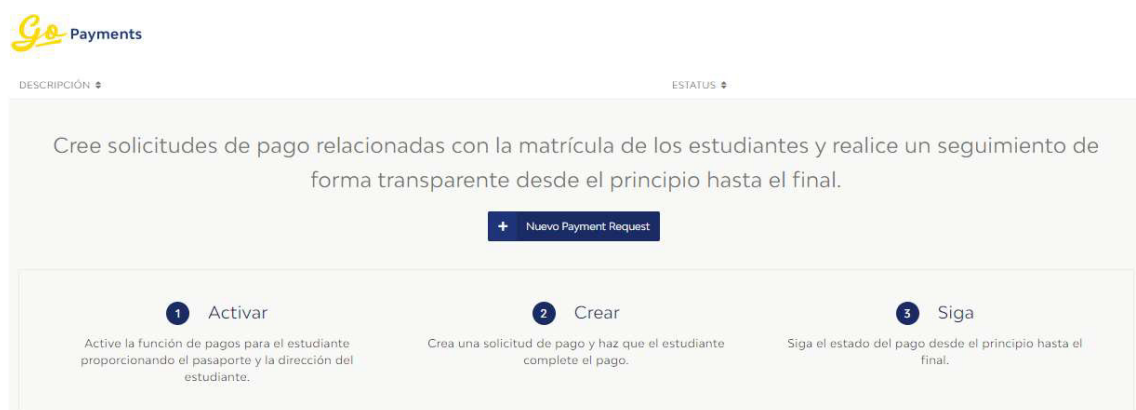 Go Payments
DESCRIPCIÓN ESTATUS
Cree solicitudes de pago relacionadas con la matrícula de los estudiantes y realice un seguimiento de
forma transparente desde el principio hasta el final.
+ Nuevo Payment Request
1 Activar
Active la función de pagos para el estudiante
proporcionando el pasaporte y la dirección del
estudiante.
2 Crear
Crea una solicitud de pago y haz que el estudiante
complete el pago.
3 Siga
Siga el estado del pago desde el principio hasta el
final.